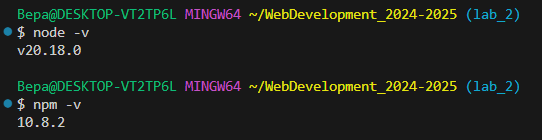 Bepa@DESKTOP-VT2TP6L MINGW64 ~/WebDevelopment_2024-2025 (lab_2)
$ node -v
v20.18.0
Bepa@DESKTOP-VT2TP6L MINGW64 ~/WebDevelopment_2024-2025 (lab_2)
$ npm -v
10.8.2